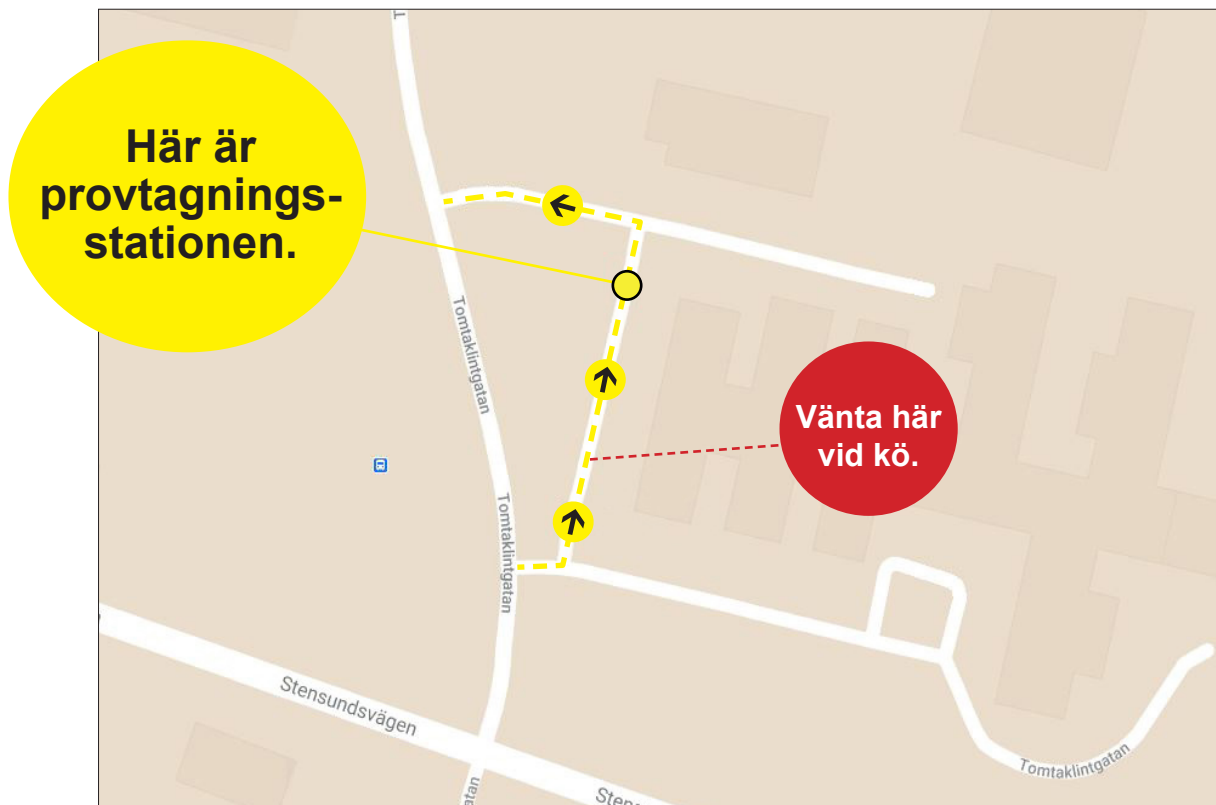 Här är
provtagnings-
stationen.
Tomtaklintgatan
Vänta här
vid kö.
Tomtaklintgatan
Stensundsvägen
Tomtaklintgatan